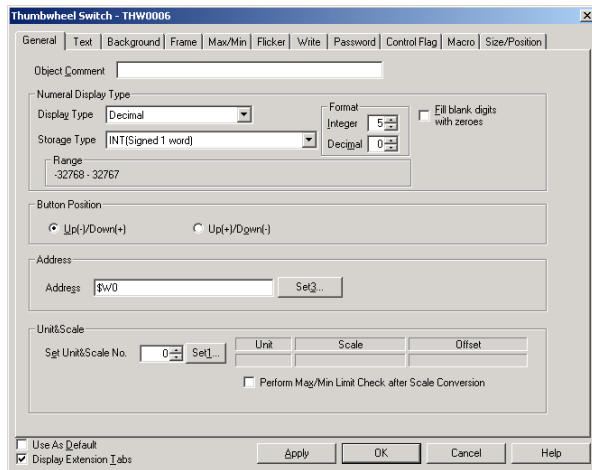 Thumbwheel Switch - THW0006
General Text Background Frame Max/Min Flicker Write Password Control Flag Macro Size/Position
Object Comment
Numeral Display Type
Display Type Decimal
Storage Type INT(Signed 1 word)
Format
Integer 5
Decimal 0
Fill blank digits
with zeroes
Range
-32768 - 32767
Button Position
Up(-)/Down(+) Up(+)/Down(-)
Address
Address $W0 Set3...
Unit&Scale
Set Unit&Scale No. 0 Set1...
Unit Scale Offset
Perform Max/Min Limit Check after Scale Conversion
Use As Default
Display Extension Tabs
Apply OK Cancel Help